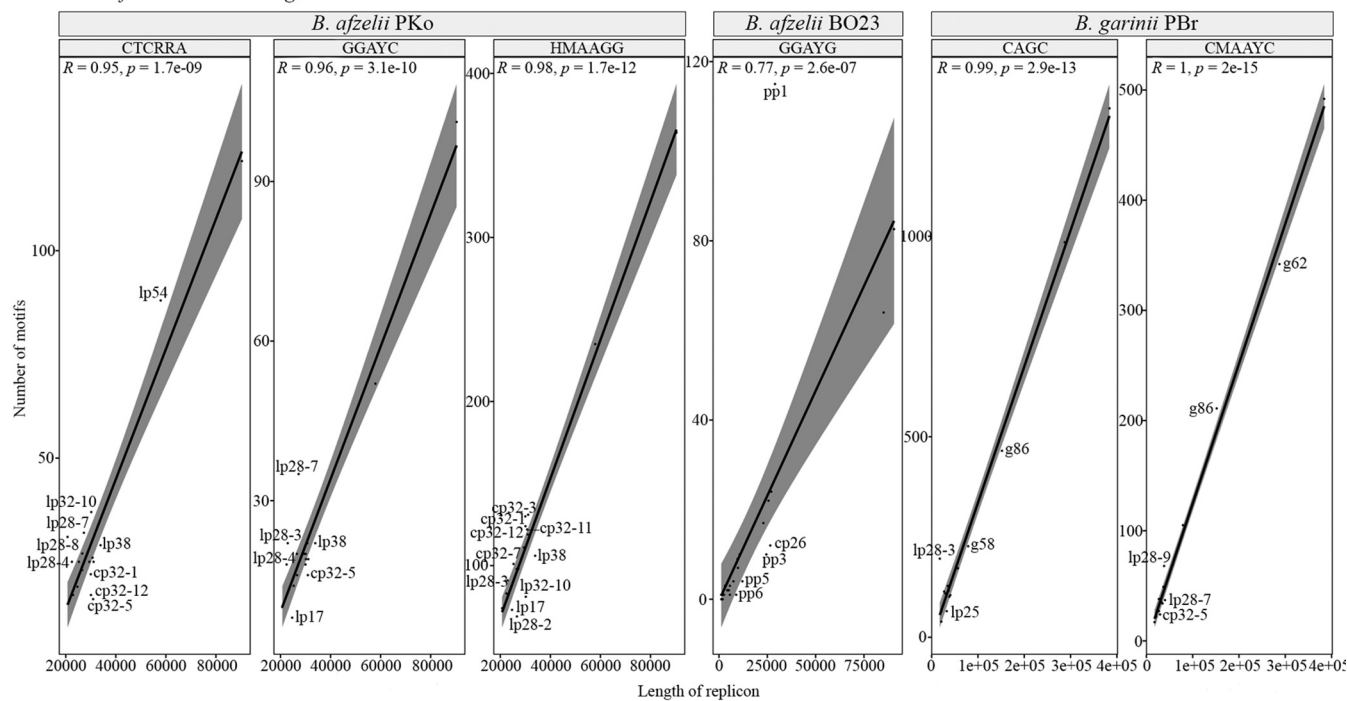 B. afzelii PKo
B. afzelii BO23
B. garinii PBr
CTCRRA
GGAYC
HMAAGG
GGAYG
CAGC
CMAAYC
R = 0.95, p = 1.7e-09
R = 0.96, p = 3.1e-10
R = 0.98, p = 1.7e-12
R = 0.77, p = 2.6e-07
R = 0.99, p = 2.9e-13
R = 1, p = 2e-15
Number of motifs
100
50
lp54
lp32-10
lp28-7
lp28-8
lp38
lp28-4
cp32-1
cp32-12
cp32-5
20000 40000 60000 80000
90
60
30
lp28-7
lp28-3
lp38
lp28-4
cp32-5
lp17
20000 40000 60000 80000
400
300
200
100
cp32-3
cp32-1
cp32-11
cp32-12
cp32-7
lp38
lp28-3
lp32-10
lp17
lp28-2
20000 40000 60000 80000
120
80
40
0
pp1
cp26
pp3
pp5
pp6
0 25000 50000 75000
1000
500
0
g86
g58
lp28-3
lp25
0 1e+05 2e+05 3e+05 4e+05
500
400
300
200
100
0
g62
g86
lp28-9
lp28-7
cp32-5
0 1e+05 2e+05 3e+05 4e+05
Length of replicon